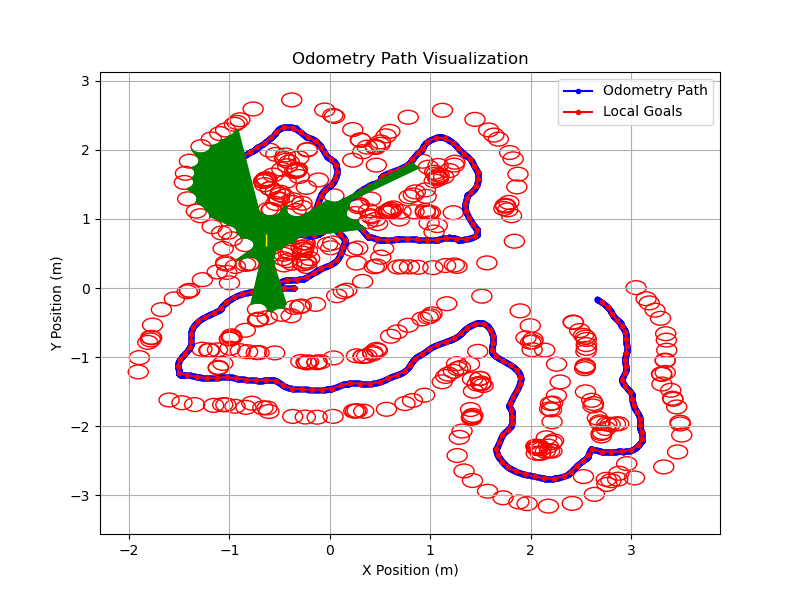 Odometry Path Visualization
Odometry Path
Local Goals
3
2
1
0
−1
−2
−3
Y Position (m)
−2
−1
0
1
2
3
X Position (m)